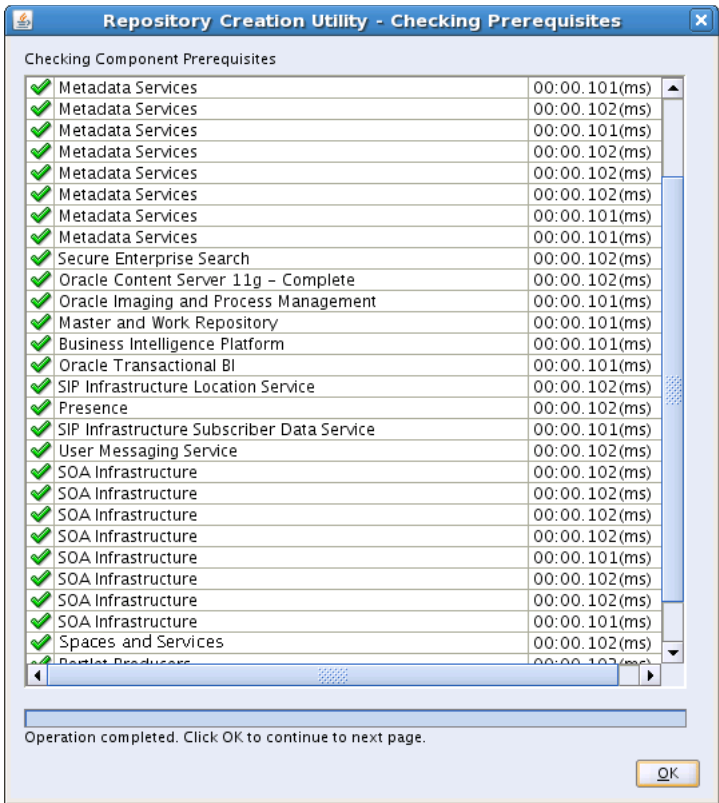 Repository Creation Utility - Checking Prerequisites
Checking Component Prerequisites
Metadata Services 00:00.101(ms)
Metadata Services 00:00.102(ms)
Metadata Services 00:00.101(ms)
Metadata Services 00:00.102(ms)
Metadata Services 00:00.102(ms)
Metadata Services 00:00.102(ms)
Metadata Services 00:00.101(ms)
Metadata Services 00:00.101(ms)
Secure Enterprise Search 00:00.102(ms)
Oracle Content Server 11g - Complete 00:00.102(ms)
Oracle Imaging and Process Management 00:00.101(ms)
Master and Work Repository 00:00.101(ms)
Business Intelligence Platform 00:00.101(ms)
Oracle Transactional BI 00:00.101(ms)
SIP Infrastructure Location Service 00:00.102(ms)
Presence 00:00.102(ms)
SIP Infrastructure Subscriber Data Service 00:00.101(ms)
User Messaging Service 00:00.102(ms)
SOA Infrastructure 00:00.102(ms)
SOA Infrastructure 00:00.102(ms)
SOA Infrastructure 00:00.102(ms)
SOA Infrastructure 00:00.102(ms)
SOA Infrastructure 00:00.101(ms)
SOA Infrastructure 00:00.102(ms)
SOA Infrastructure 00:00.102(ms)
SOA Infrastructure 00:00.101(ms)
Spaces and Services 00:00.102(ms)
Portlet Producers
Operation completed. Click OK to continue to next page.
OK